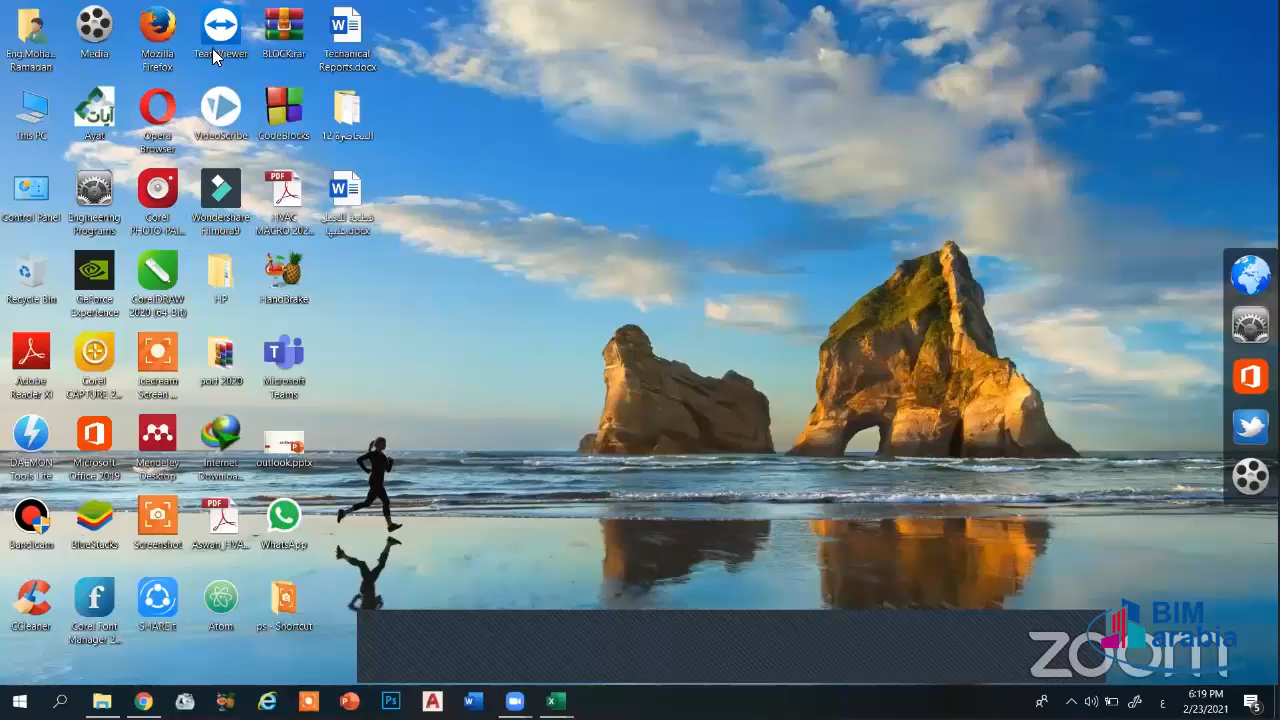 Eng.Moha...
Ramadan
Media
Mozilla
Firefox
TeamViewer
BLOCK.rar
Techanical
Reports.docx
This PC
Ayat
Opera
Browser
VideoScribe
CodeBlocks
المحاضرة 12
Control Panel
Engineering
Programs
Corel
PHOTO-PAI...
Wondershare
Filmora9
PDF
HVAC
MACRO 202...
Recycle Bin
GeForce
Experience
CorelDRAW
2020 (64-Bit)
HP
HandBrake
Adobe
Reader XI
Corel
CAPTURE 2...
icecream
Screen ...
port 2020
Microsoft
Teams
DAEMON
Tools Lite
Microsoft
Office 2019
Mendeley
Desktop
Internet
Downloa...
outlook.pptx
Bandicam
BlueStacks
Screenshot
PDF
Aswan_HVA...
WhatsApp
CCleaner
Corel Font
Manager 2...
SHAREit
Atom
ps - Shortcut
BIM
arabia
zoom
6:19 PM
2/23/2021
5